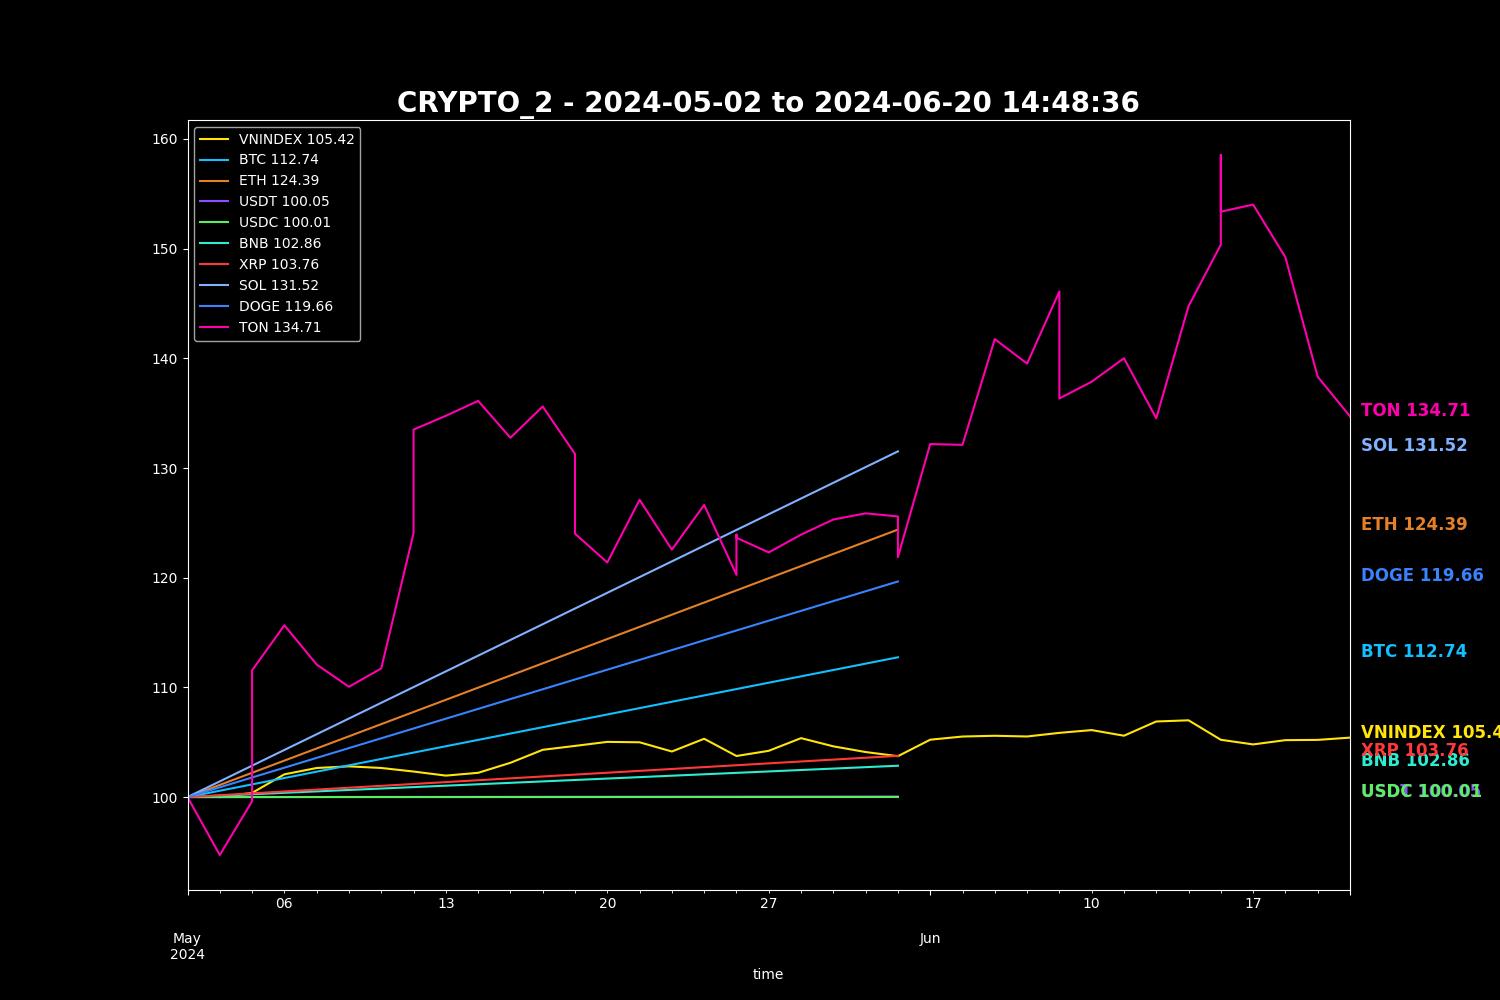 CRYPTO_2 - 2024-05-02 to 2024-06-20 14:48:36
160
150
140
130
120
110
100
VNINDEX 105.42
BTC 112.74
ETH 124.39
USDT 100.05
USDC 100.01
BNB 102.86
XRP 103.76
SOL 131.52
DOGE 119.66
TON 134.71
TON 134.71
SOL 131.52
ETH 124.39
DOGE 119.66
BTC 112.74
VNINDEX 105.4
XRP 103.76
BNB 102.86
USDC 100.01
06
13
20
27
10
17
May
Jun
2024
time